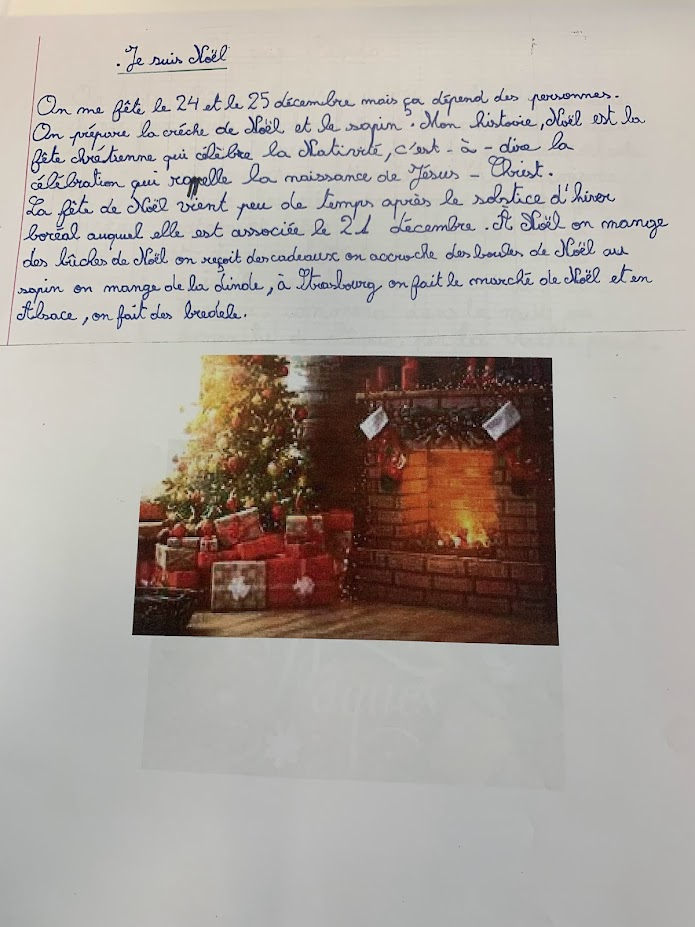 . Je suis Noël
On me fête le 24 et le 25 décembre mais ça dépend des personnes.
On prépare la créche de Noël et le sapin. Mon histoire, Noël est la
fête chrétienne qui célèbre la Nativité, c'est - à - dire la
célébration qui rappelle la naissance de Jésus - Christ.
La fête de Noël vient peu de temps après le solstice d'hiver
boréal auquel elle est associée le 21 décembre. A Noël on mange
des bûches de Noël on reçoit des cadeaux on accroche des boules de Noël au
sapin on mange de la dinde, à Strasbourg on fait le marché de Noël et en
Alsace, on fait des bredele.